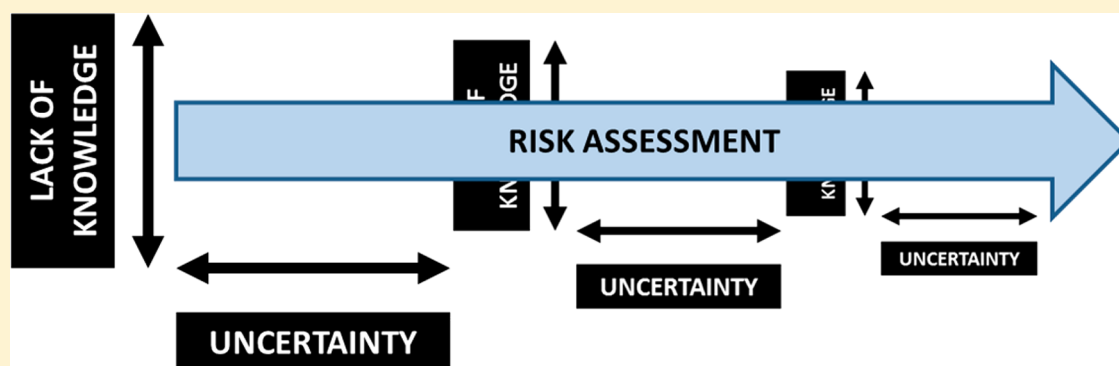 LACK OF
KNOWLEDGE
RISK ASSESSMENT
UNCERTAINTY
UNCERTAINTY
UNCERTAINTY